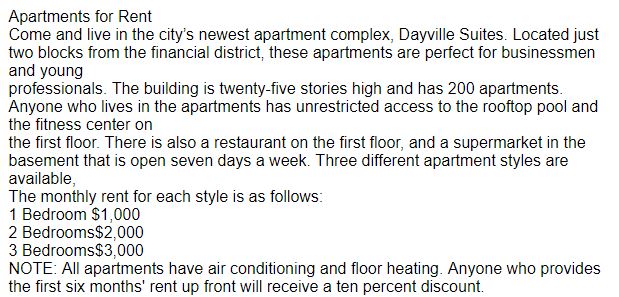 Apartments for Rent
Come and live in the city's newest apartment complex, Dayville Suites. Located just
two blocks from the financial district, these apartments are perfect for businessmen
and young
professionals. The building is twenty-five stories high and has 200 apartments.
Anyone who lives in the apartments has unrestricted access to the rooftop pool and
the fitness center on
the first floor. There is also a restaurant on the first floor, and a supermarket in the
basement that is open seven days a week. Three different apartment styles are
available,
The monthly rent for each style is as follows:
1 Bedroom $1,000
2 Bedrooms$2,000
3 Bedrooms$3,000
NOTE: All apartments have air conditioning and floor heating. Anyone who provides
the first six months' rent up front will receive a ten percent discount.